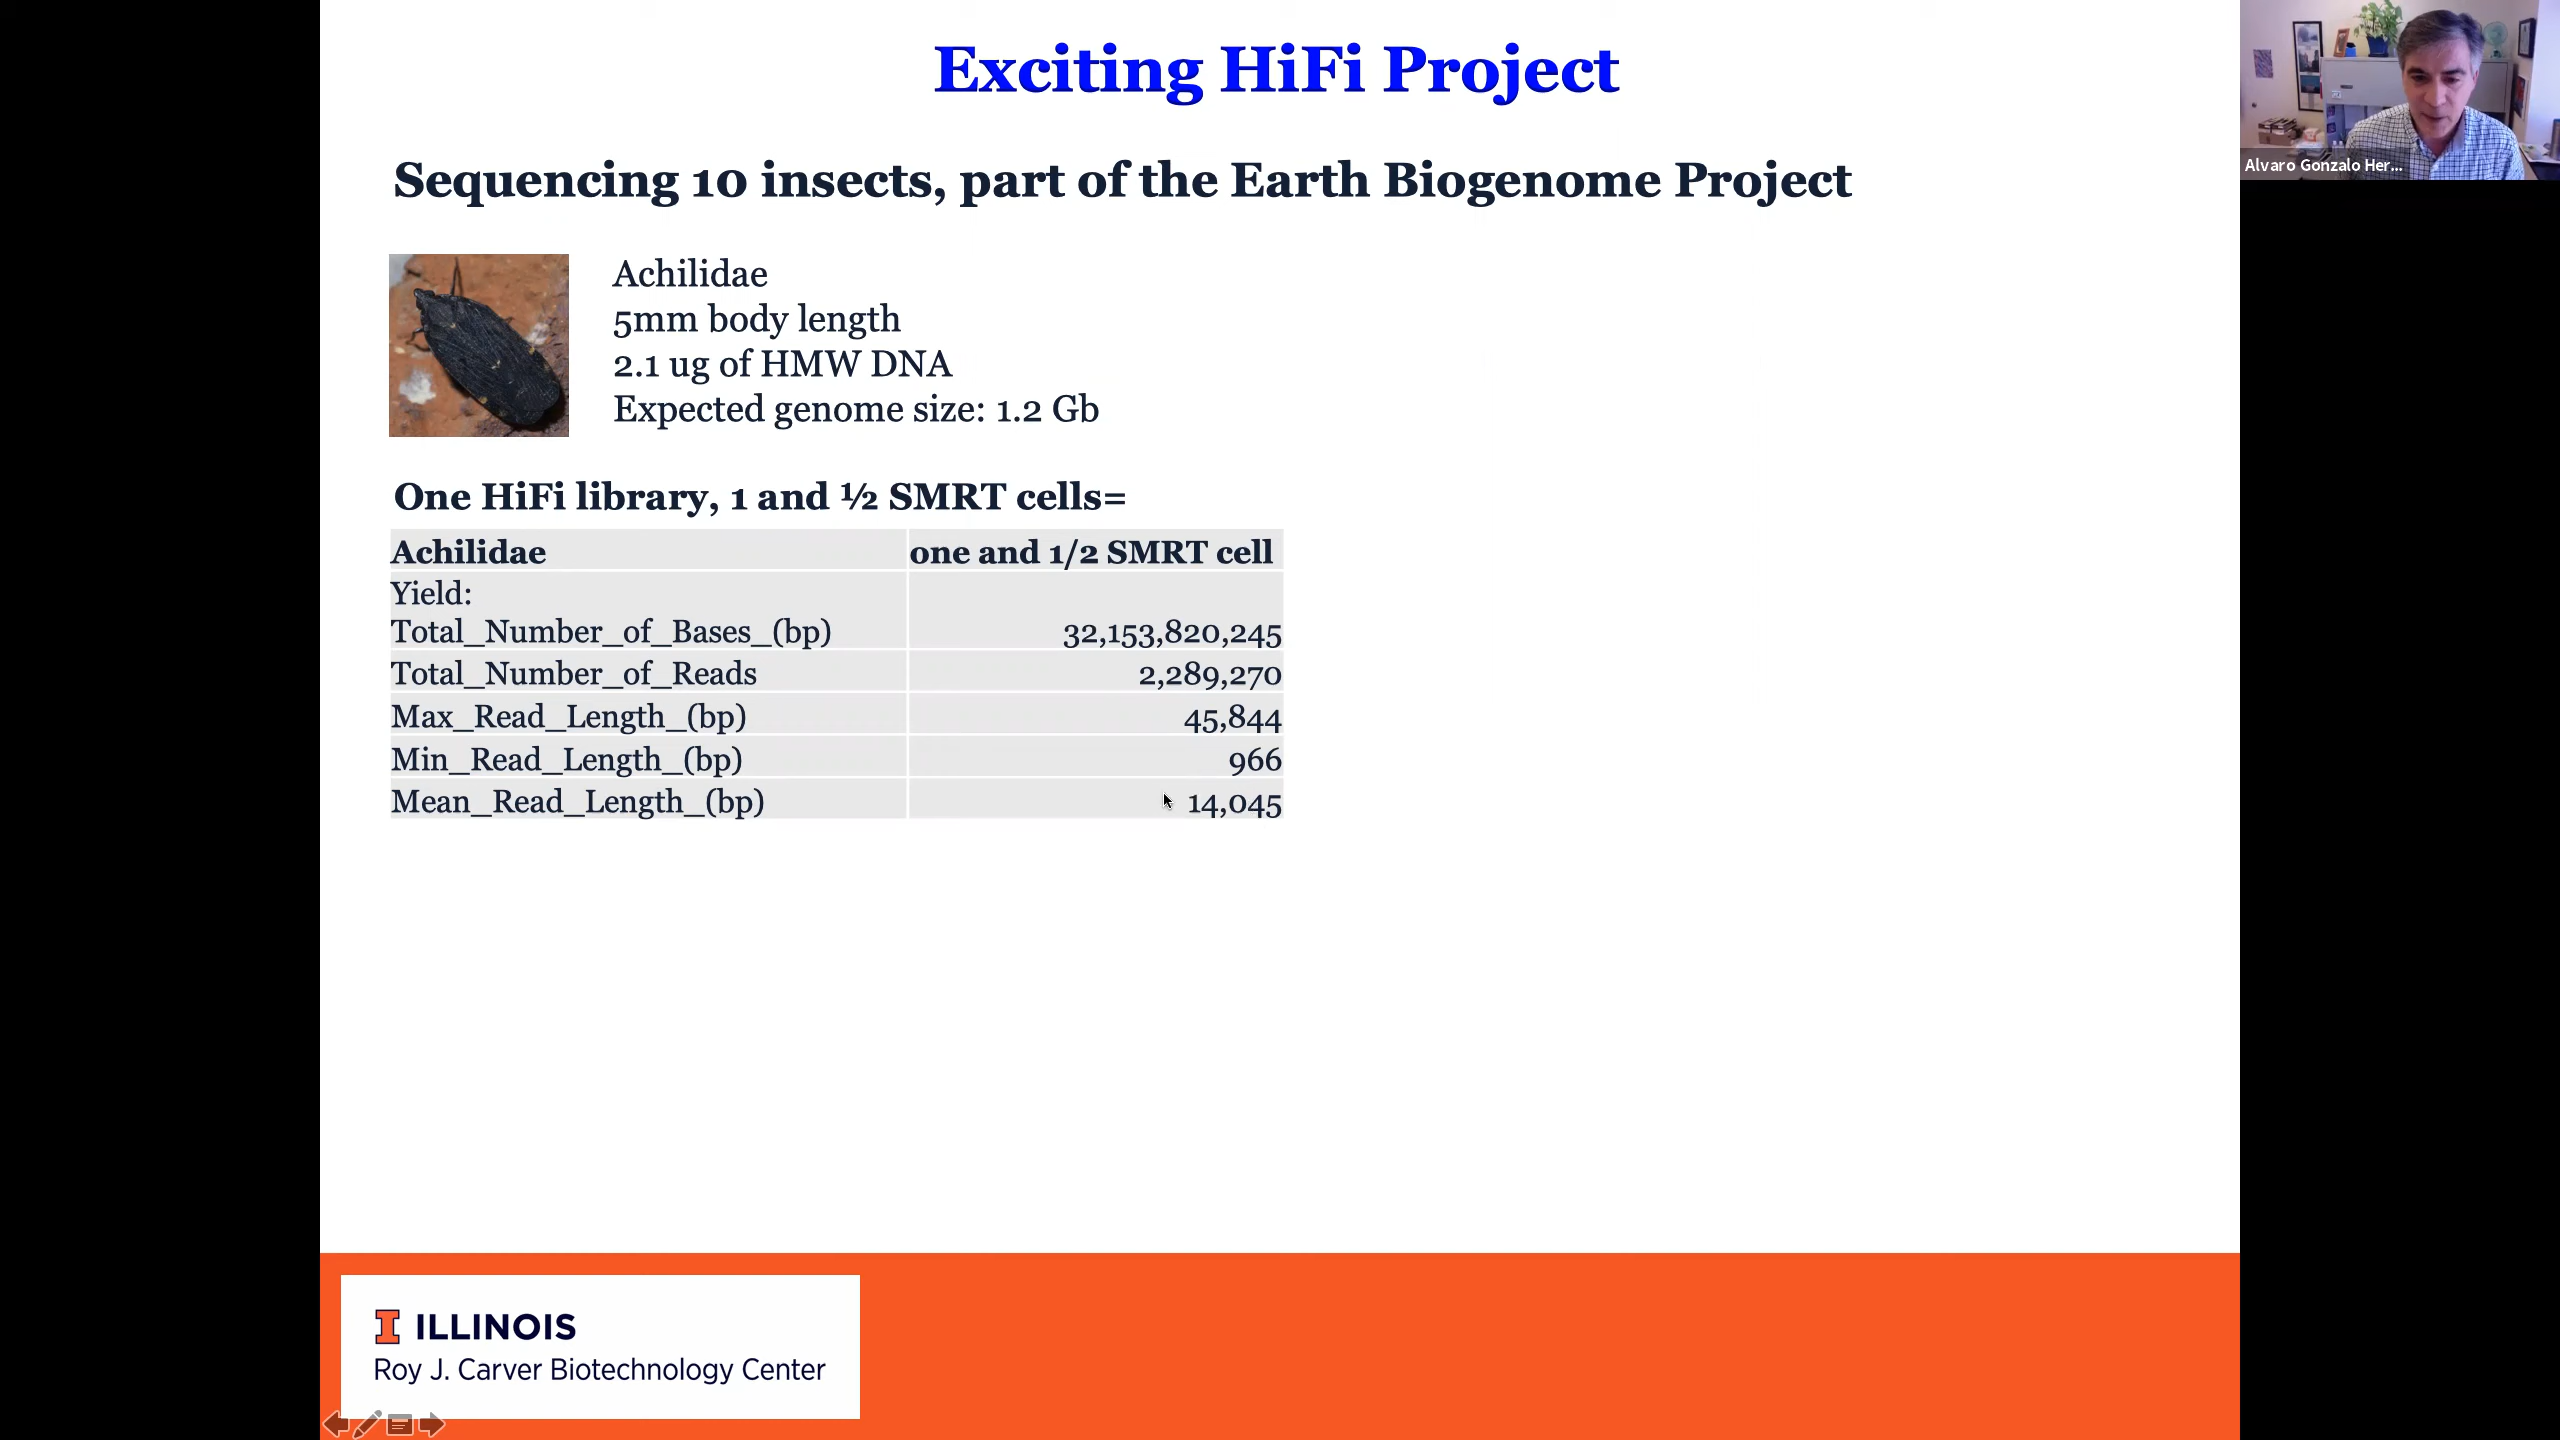 Exciting HiFi Project
Sequencing 10 insects, part of the Earth Biogenome Project
Achilidae
5mm body length
2.1 ug of HMW DNA
Expected genome size: 1.2 Gb
One HiFi library, 1 and ½ SMRT cells=
Achilidae one and 1/2 SMRT cell
Yield:
Total_Number_of_Bases_(bp) 32,153,820,245
Total_Number_of_Reads 2,289,270
Max_Read_Length_(bp) 45,844
Min_Read_Length_(bp) 966
Mean_Read_Length_(bp) 14,045
ILLINOIS
Roy J. Carver Biotechnology Center
Alvaro Gonzalo Her...